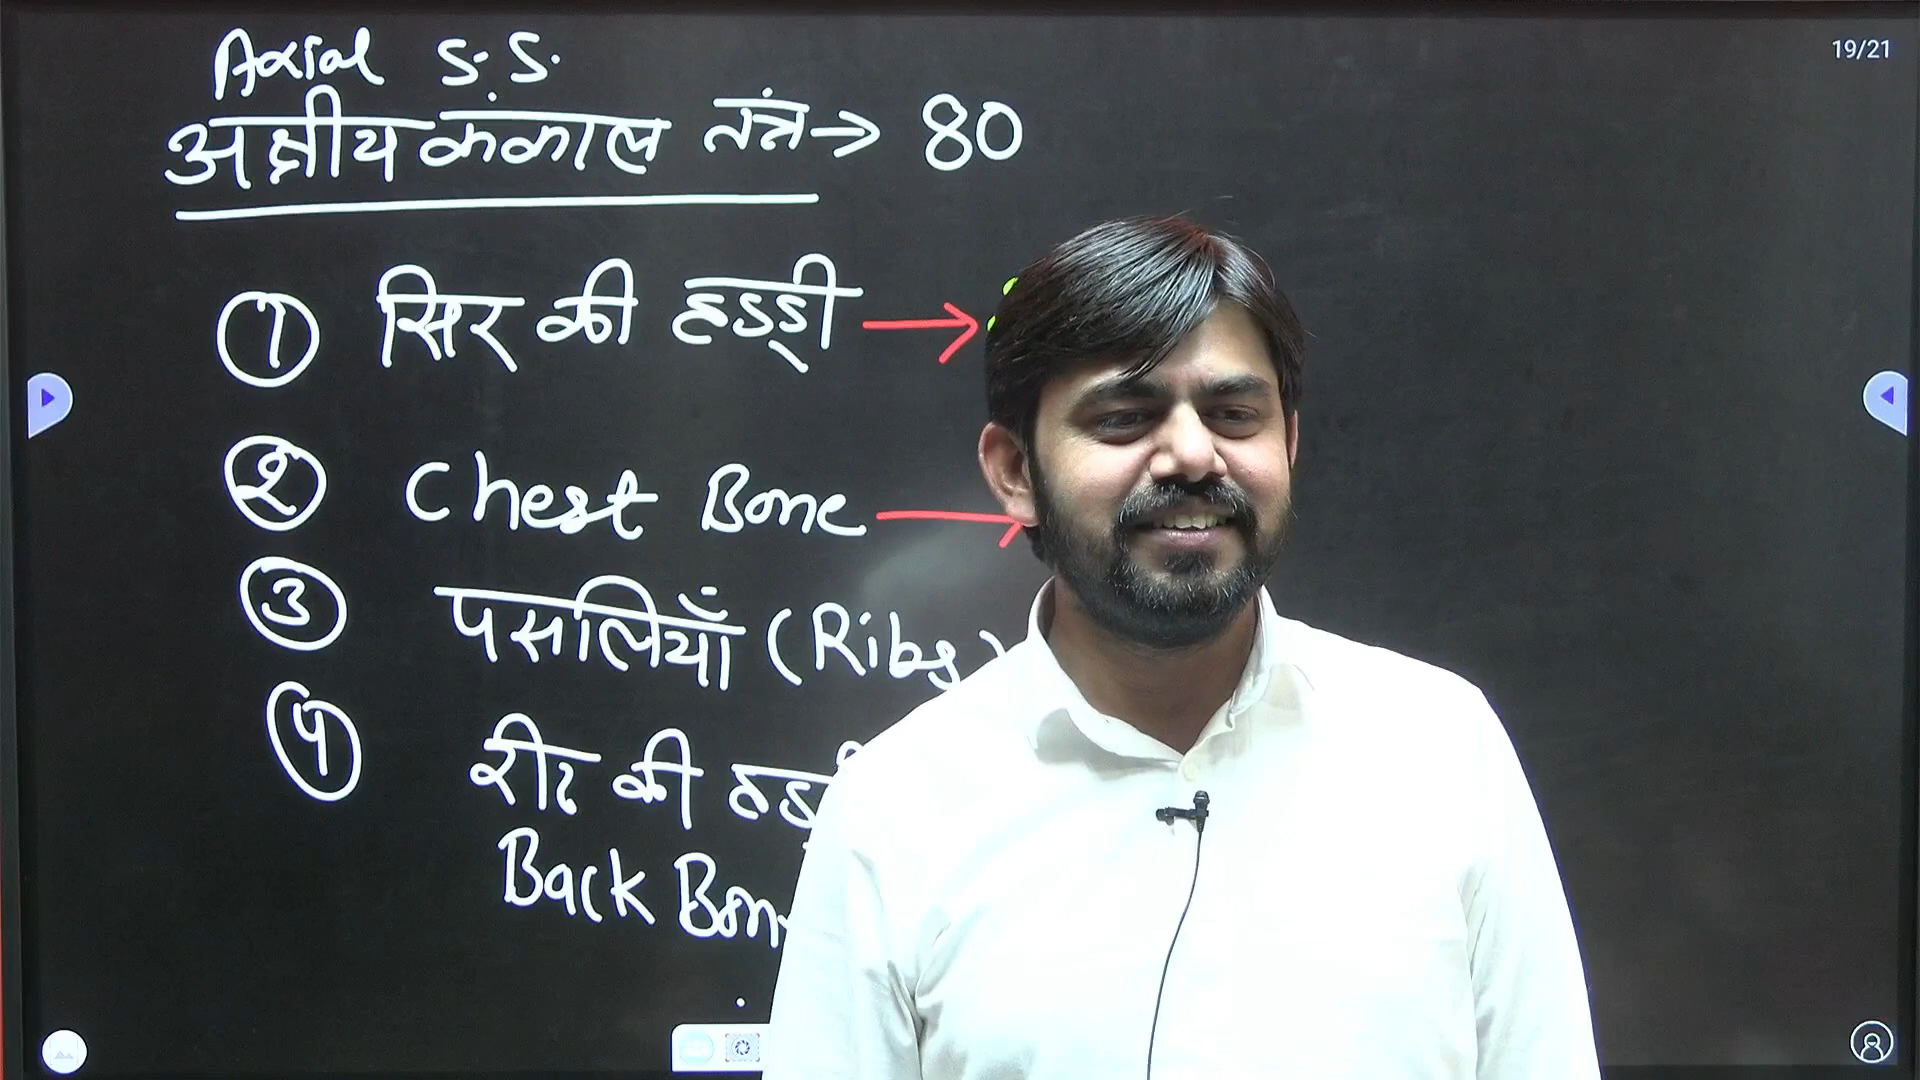 Axial S.S.
अक्षीय कंकाल तंत्र → 80
19/21
① सिर की हड्डी →
② Chest Bone →
③ पसलियाँ (Ribs)
④ रीढ की
Back